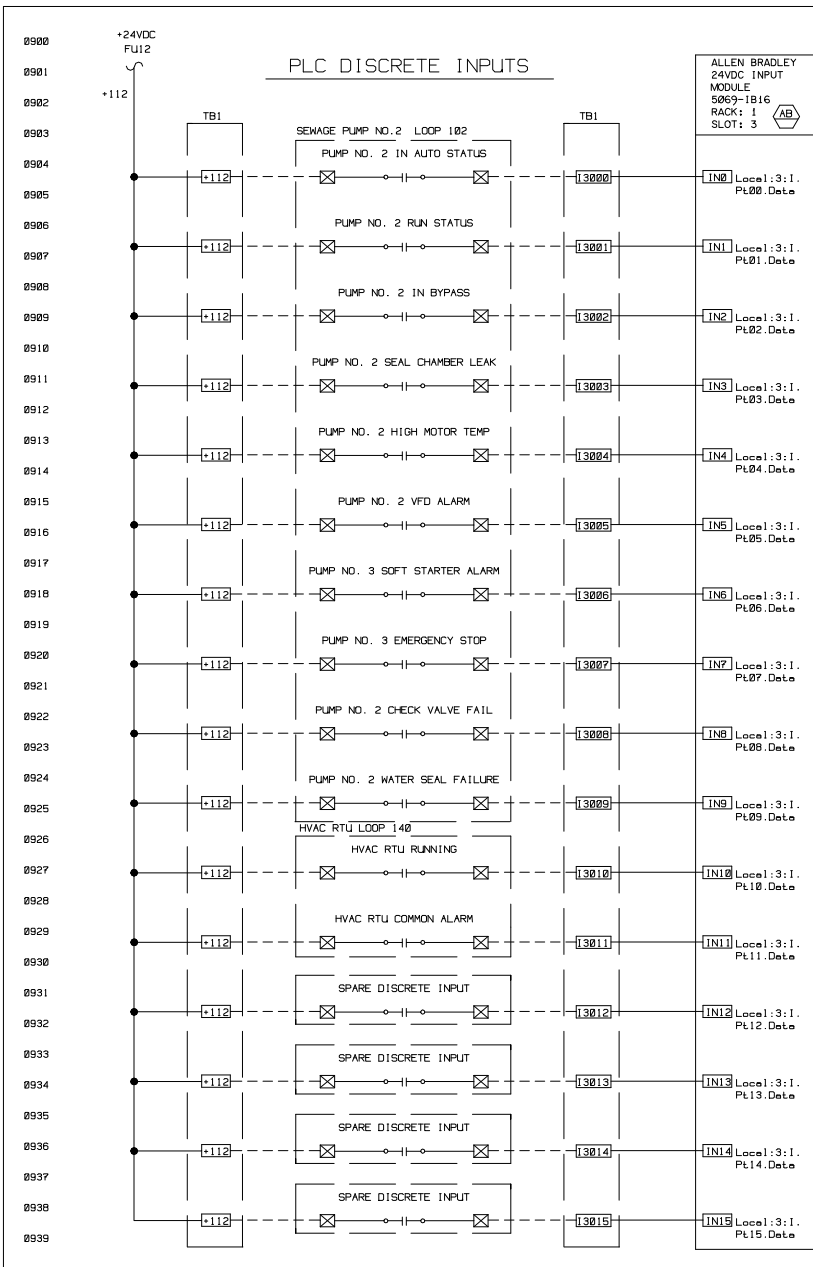 +24VDC
FU12
PLC DISCRETE INPUTS
ALLEN BRADLEY
24VDC INPUT
MODULE
5069-IB16
RACK: 1
SLOT: 3
AB
+112
TB1
TB1
SEWAGE PUMP NO.2 LOOP 102
0900
0901
0902
0903
0904
PUMP NO. 2 IN AUTO STATUS
+112 I3000 IN0 Local:3:I.
Pt00.Data
0905
0906
PUMP NO. 2 RUN STATUS
+112 I3001 IN1 Local:3:I.
0907
Pt01.Data
0908
PUMP NO. 2 IN BYPASS
0909
+112 I3002 IN2 Local:3:I.
Pt02.Data
0910
PUMP NO. 2 SEAL CHAMBER LEAK
0911
+112 I3003 IN3 Local:3:I.
Pt03.Data
0912
PUMP NO. 2 HIGH MOTOR TEMP
0913
+112 I3004 IN4 Local:3:I.
Pt04.Data
0914
0915
PUMP NO. 2 VFD ALARM
+112 I3005 IN5 Local:3:I.
0916
Pt05.Data
0917
PUMP NO. 3 SOFT STARTER ALARM
0918
+112 I3006 IN6 Local:3:I.
Pt06.Data
0919
PUMP NO. 3 EMERGENCY STOP
0920
+112 I3007 IN7 Local:3:I.
Pt07.Data
0921
PUMP NO. 2 CHECK VALVE FAIL
0922
+112 I3008 IN8 Local:3:I.
0923
Pt08.Data
0924
PUMP NO. 2 WATER SEAL FAILURE
+112 I3009 IN9 Local:3:I.
0925
Pt09.Data
HVAC RTU LOOP 140
0926
HVAC RTU RUNNING
0927
+112 I3010 IN10 Local:3:I.
Pt10.Data
0928
HVAC RTU COMMON ALARM
0929
+112 I3011 IN11 Local:3:I.
Pt11.Data
0930
0931
SPARE DISCRETE INPUT
+112 I3012 IN12 Local:3:I.
0932
Pt12.Data
0933
SPARE DISCRETE INPUT
0934
+112 I3013 IN13 Local:3:I.
Pt13.Data
0935
SPARE DISCRETE INPUT
0936
+112 I3014 IN14 Local:3:I.
Pt14.Data
0937
SPARE DISCRETE INPUT
0938
+112 I3015 IN15 Local:3:I.
Pt15.Data
0939